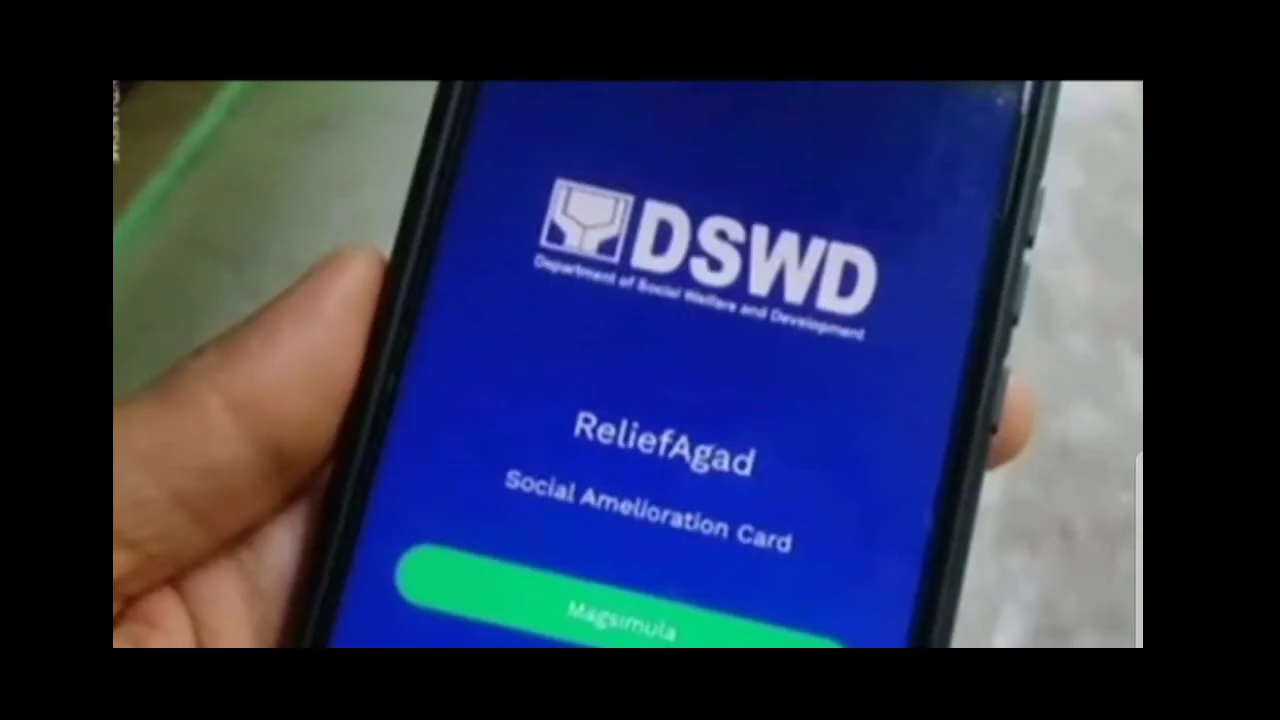 DSWD
Department of Social Welfare and Development
ReliefAgad
Social Amelioration Card
Magsimula